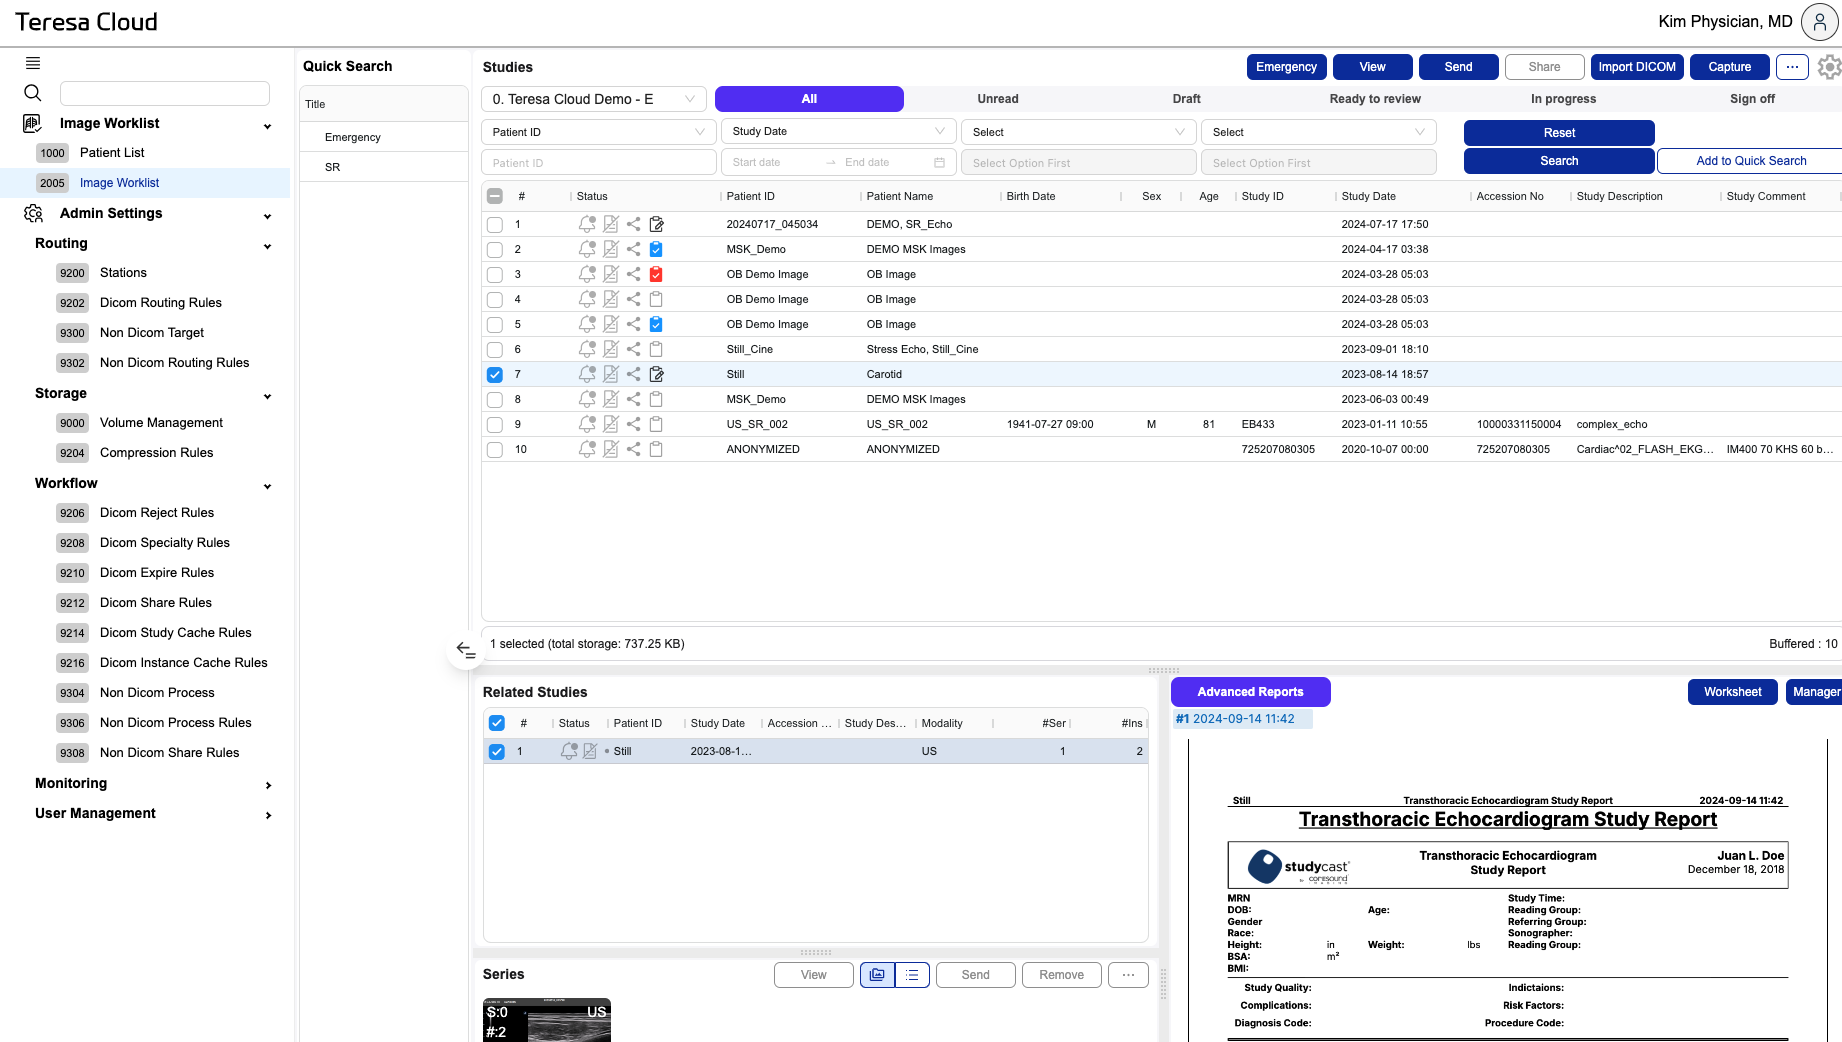 Teresa Cloud
Kim Physician, MD
Image Worklist
1000 Patient List
2005 Image Worklist
Admin Settings
Routing
9200 Stations
9202 Dicom Routing Rules
9300 Non Dicom Target
9302 Non Dicom Routing Rules
Storage
9000 Volume Management
9204 Compression Rules
Workflow
9206 Dicom Reject Rules
9208 Dicom Specialty Rules
9210 Dicom Expire Rules
9212 Dicom Share Rules
9214 Dicom Study Cache Rules
9216 Dicom Instance Cache Rules
9304 Non Dicom Process
9306 Non Dicom Process Rules
9308 Non Dicom Share Rules
Monitoring
User Management
Quick Search
Title
Emergency
SR
Studies
Emergency View Send Share Import DICOM Capture ...
0. Teresa Cloud Demo - E All Unread Draft Ready to review In progress Sign off
Patient ID Study Date Select Select Reset
Patient ID Start date → End date Select Option First Select Option First Search Add to Quick Search
# Status Patient ID Patient Name Birth Date Sex Age Study ID Study Date Accession No Study Description Study Comment
1 20240717_045034 DEMO, SR_Echo 2024-07-17 17:50
2 MSK_Demo DEMO MSK Images 2024-04-17 03:38
3 OB Demo Image OB Image 2024-03-28 05:03
4 OB Demo Image OB Image 2024-03-28 05:03
5 OB Demo Image OB Image 2024-03-28 05:03
6 Still_Cine Stress Echo, Still_Cine 2023-09-01 18:10
7 Still Carotid 2023-08-14 18:57
8 MSK_Demo DEMO MSK Images 2023-06-03 00:49
9 US_SR_002 US_SR_002 1941-07-27 09:00 M 81 EB433 2023-01-11 10:55 10000331150004 complex_echo
10 ANONYMIZED ANONYMIZED 725207080305 2020-10-07 00:00 725207080305 Cardiac^02_FLASH_EKG... IM400 70 KHS 60 b...
1 selected (total storage: 737.25 KB) Buffered : 10
Related Studies
# Status Patient ID Study Date Accession ... Study Des... Modality #Ser #Ins
1 Still 2023-08-1... US 1 2
Series
View Send Remove ...
S:0 US
#:2
Advanced Reports Worksheet Manager
#1 2024-09-14 11:42
Still Transthoracic Echocardiogram Study Report 2024-09-14 11:42
Transthoracic Echocardiogram Study Report
studycast Transthoracic Echocardiogram Juan L. Doe
Study Report December 18, 2018
by CORESOUND IMAGING
MRN Study Time:
DOB: Age: Reading Group:
Gender Referring Group:
Race: Sonographer:
Height: in Weight: lbs Reading Group:
BSA: m²
BMI:
Study Quality: Indictaions:
Complications: Risk Factors:
Diagnosis Code: Procedure Code: